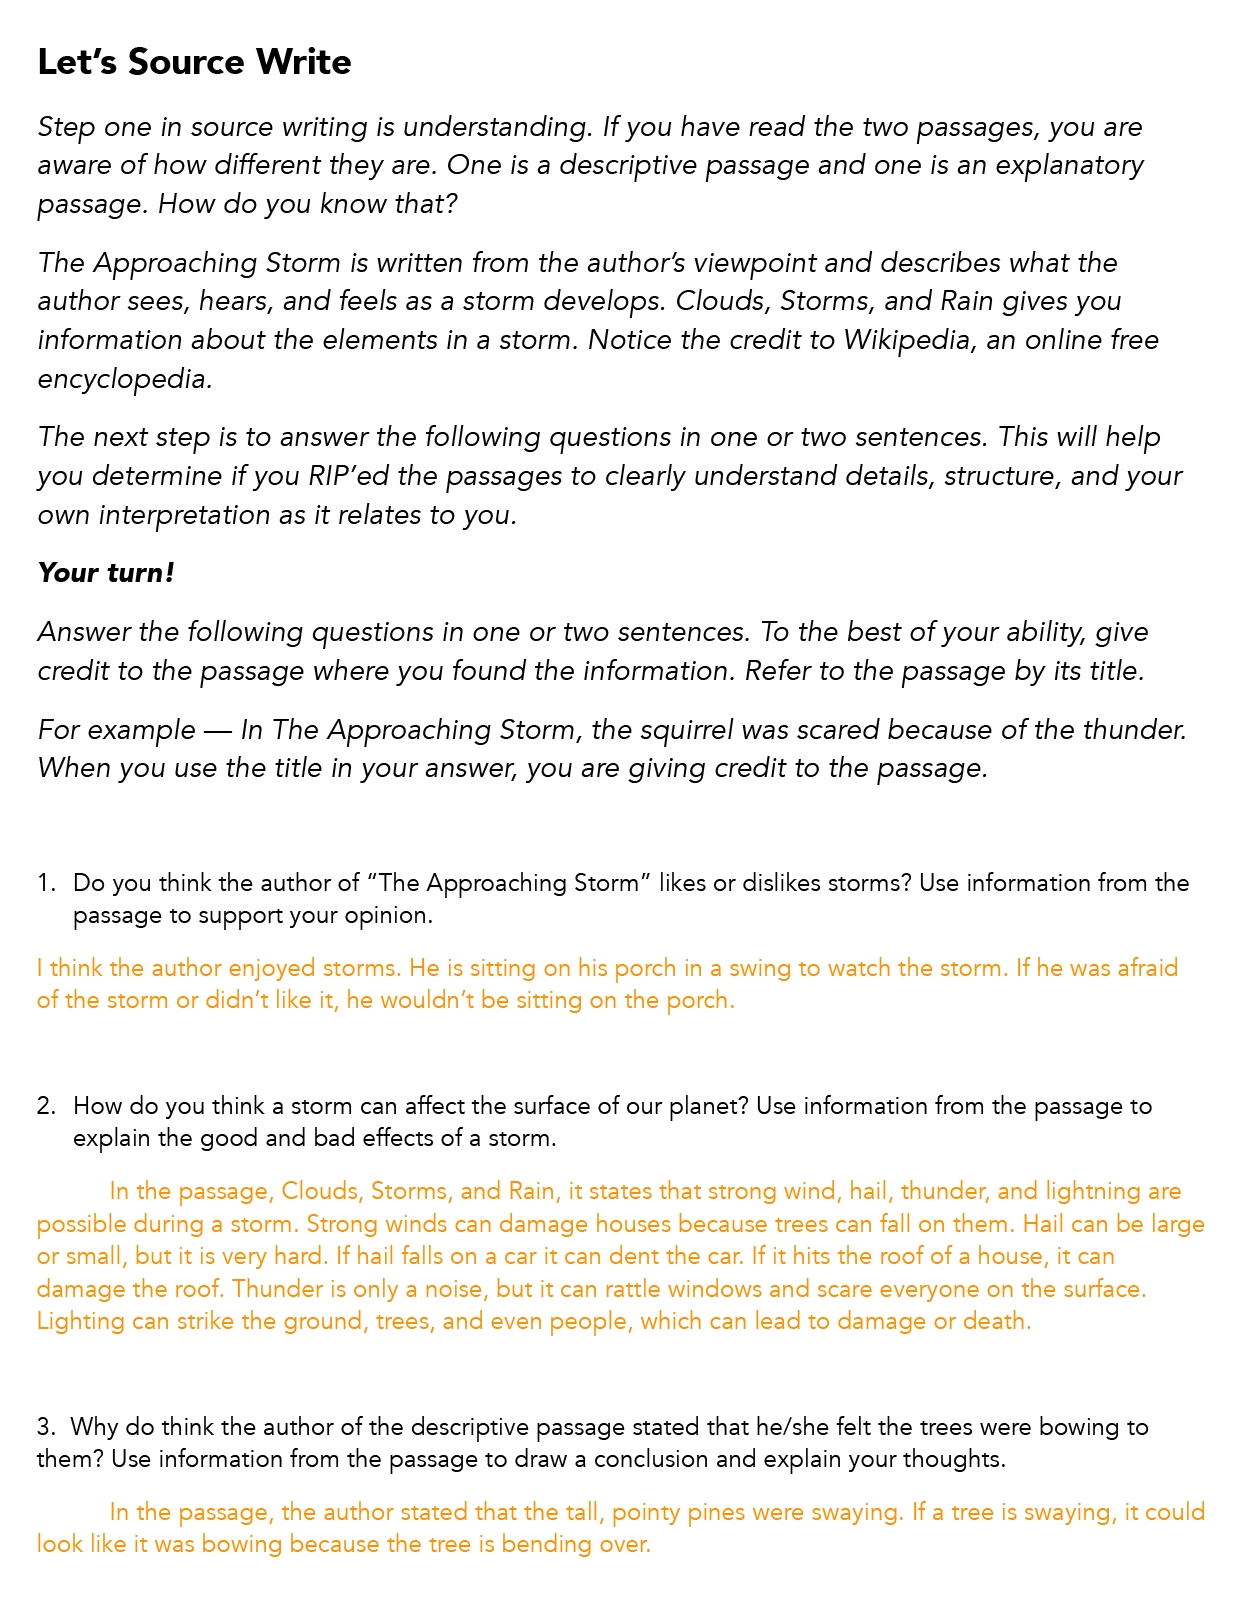 Let’s Source Write
Step one in source writing is understanding. If you have read the two passages, you are
aware of how different they are. One is a descriptive passage and one is an explanatory
passage. How do you know that?
The Approaching Storm is written from the author’s viewpoint and describes what the
author sees, hears, and feels as a storm develops. Clouds, Storms, and Rain gives you
information about the elements in a storm. Notice the credit to Wikipedia, an online free
encyclopedia.
The next step is to answer the following questions in one or two sentences. This will help
you determine if you RIP’ed the passages to clearly understand details, structure, and your
own interpretation as it relates to you.
Your turn!
Answer the following questions in one or two sentences. To the best of your ability, give
credit to the passage where you found the information. Refer to the passage by its title.
For example — In The Approaching Storm, the squirrel was scared because of the thunder.
When you use the title in your answer, you are giving credit to the passage.
1. Do you think the author of “The Approaching Storm” likes or dislikes storms? Use information from the
passage to support your opinion.
I think the author enjoyed storms. He is sitting on his porch in a swing to watch the storm. If he was afraid
of the storm or didn’t like it, he wouldn’t be sitting on the porch.
2. How do you think a storm can affect the surface of our planet? Use information from the passage to
explain the good and bad effects of a storm.
In the passage, Clouds, Storms, and Rain, it states that strong wind, hail, thunder, and lightning are
possible during a storm. Strong winds can damage houses because trees can fall on them. Hail can be large
or small, but it is very hard. If hail falls on a car it can dent the car. If it hits the roof of a house, it can
damage the roof. Thunder is only a noise, but it can rattle windows and scare everyone on the surface.
Lighting can strike the ground, trees, and even people, which can lead to damage or death.
3. Why do think the author of the descriptive passage stated that he/she felt the trees were bowing to
them? Use information from the passage to draw a conclusion and explain your thoughts.
In the passage, the author stated that the tall, pointy pines were swaying. If a tree is swaying, it could
look like it was bowing because the tree is bending over.